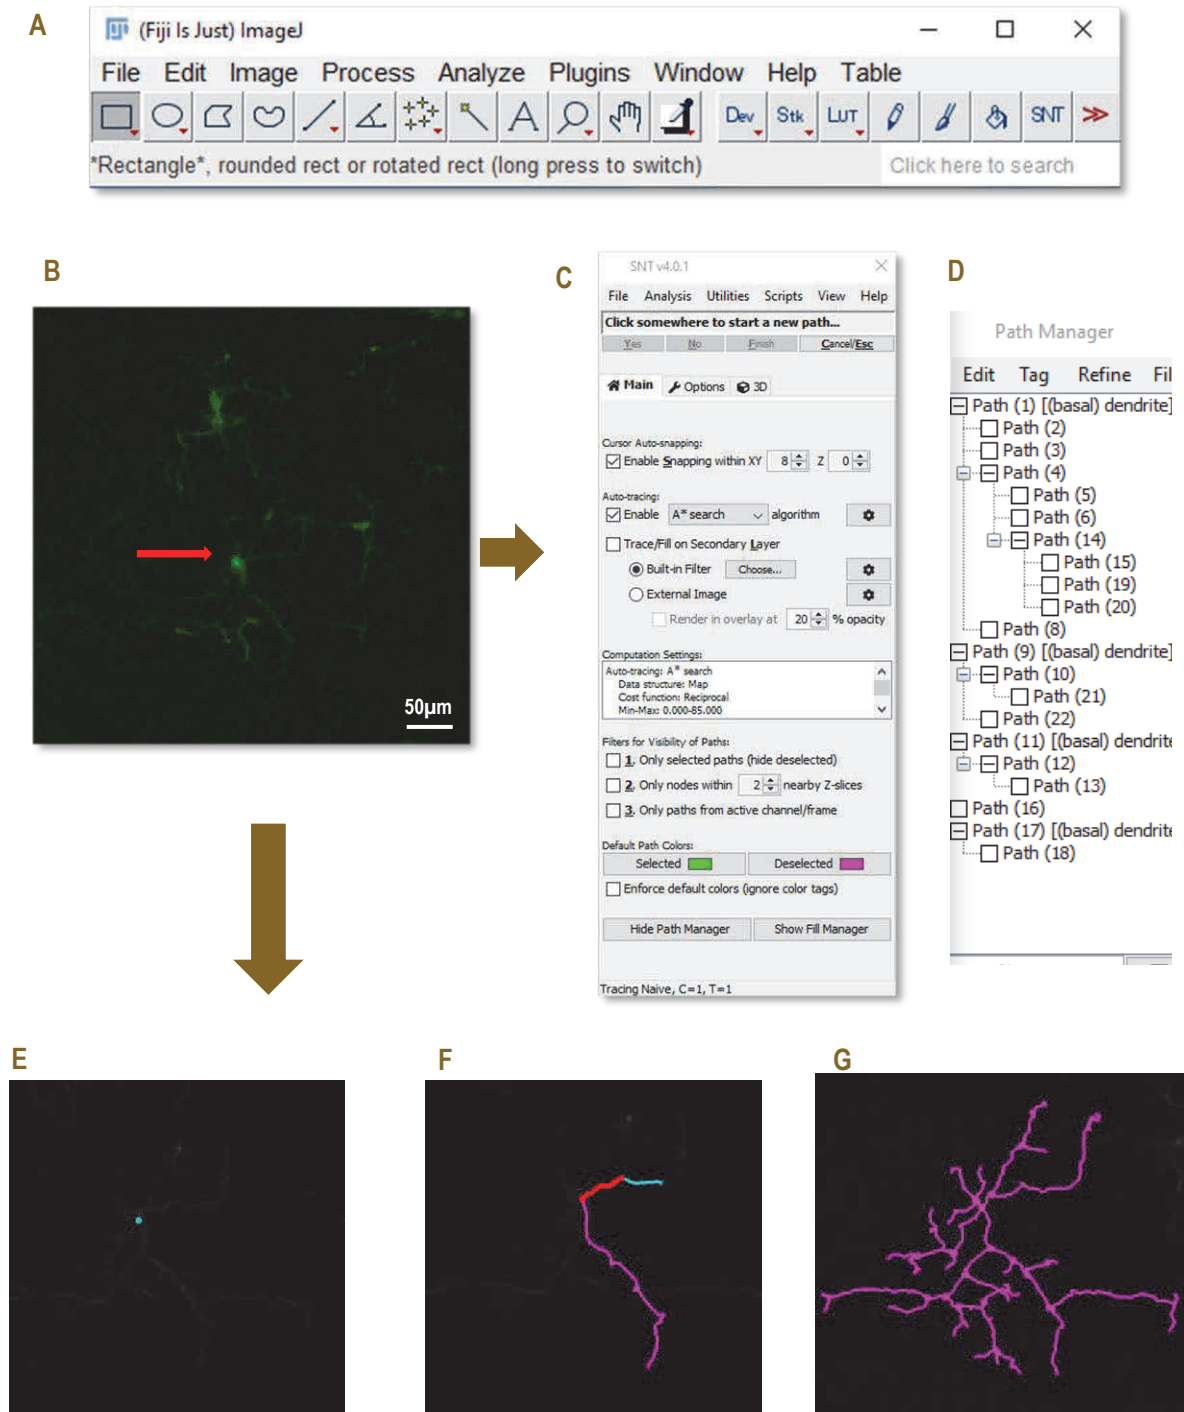 A
(Fiji Is Just) ImageJ
File Edit Image Process Analyze Plugins Window Help Table
Dev Stk LUT SNT
*Rectangle*, rounded rect or rotated rect (long press to switch)
Click here to search
B
50µm
C
SNT v4.0.1
File Analysis Utilities Scripts View Help
Click somewhere to start a new path...
Yes No Finish Cancel/Esc
Main Options 3D
Cursor Auto-snapping:
Enable Snapping within XY 8 Z 0
Auto-tracing:
Enable A* search algorithm
Trace/Fill on Secondary Layer
Built-in Filter Choose...
External Image
Render in overlay at 20 % opacity
Computation Settings:
Auto-tracing: A* search
Data structure: Map
Cost function: Reciprocal
Min-Max: 0.000-85.000
Filters for Visibility of Paths:
1. Only selected paths (hide deselected)
2. Only nodes within 2 nearby Z-slices
3. Only paths from active channel/frame
Default Path Colors:
Selected Deselected
Enforce default colors (ignore color tags)
Hide Path Manager Show Fill Manager
Tracing Naive, C=1, T=1
D
Path Manager
Edit Tag Refine Fil
Path (1) [(basal) dendrite]
Path (2)
Path (3)
Path (4)
Path (5)
Path (6)
Path (14)
Path (15)
Path (19)
Path (20)
Path (8)
Path (9) [(basal) dendrite]
Path (10)
Path (21)
Path (22)
Path (11) [(basal) dendrite
Path (12)
Path (13)
Path (16)
Path (17) [(basal) dendrite
Path (18)
E
F
G